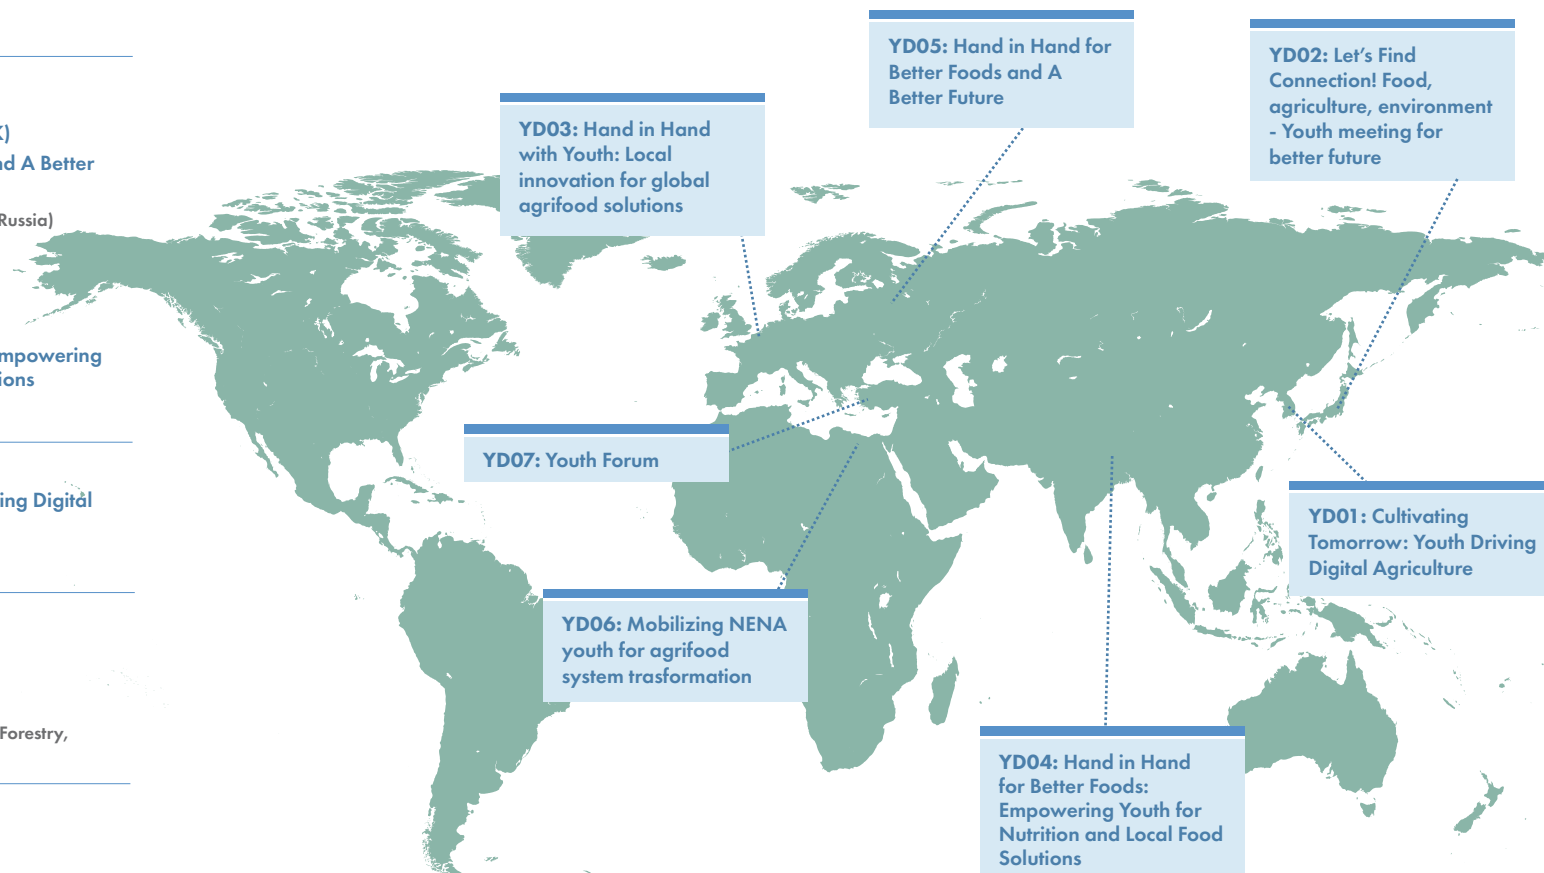 K)
nd A Better
Russia)
mpowering
ions
ing Digital
Forestry,
YD05: Hand in Hand for
Better Foods and A
Better Future
YD02: Let's Find
Connection! Food,
agriculture, environment
- Youth meeting for
better future
YD03: Hand in Hand
with Youth: Local
innovation for global
agrifood solutions
YD07: Youth Forum
YD01: Cultivating
Tomorrow: Youth Driving
Digital Agriculture
YD06: Mobilizing NENA
youth for agrifood
system trasformation
YD04: Hand in Hand
for Better Foods:
Empowering Youth for
Nutrition and Local Food
Solutions